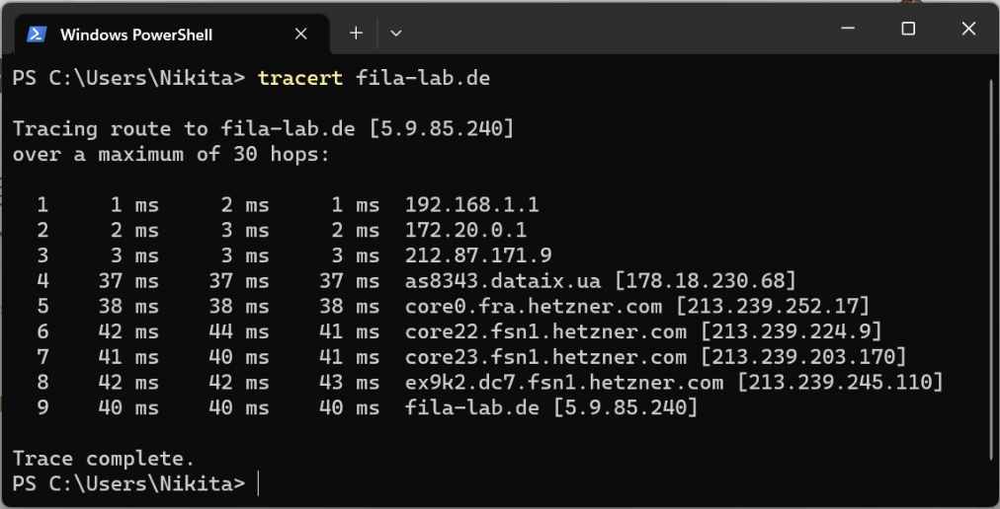 Windows PowerShell
PS C:\Users\Nikita> tracert fila-lab.de
Tracing route to fila-lab.de [5.9.85.240]
over a maximum of 30 hops:
1 1 ms 2 ms 1 ms 192.168.1.1
2 2 ms 3 ms 2 ms 172.20.0.1
3 3 ms 3 ms 3 ms 212.87.171.9
4 37 ms 37 ms 37 ms as8343.dataix.ua [178.18.230.68]
5 38 ms 38 ms 38 ms core0.fra.hetzner.com [213.239.252.17]
6 42 ms 44 ms 41 ms core22.fsn1.hetzner.com [213.239.224.9]
7 41 ms 40 ms 41 ms core23.fsn1.hetzner.com [213.239.203.170]
8 42 ms 42 ms 43 ms ex9k2.dc7.fsn1.hetzner.com [213.239.245.110]
9 40 ms 40 ms 40 ms fila-lab.de [5.9.85.240]
Trace complete.
PS C:\Users\Nikita>